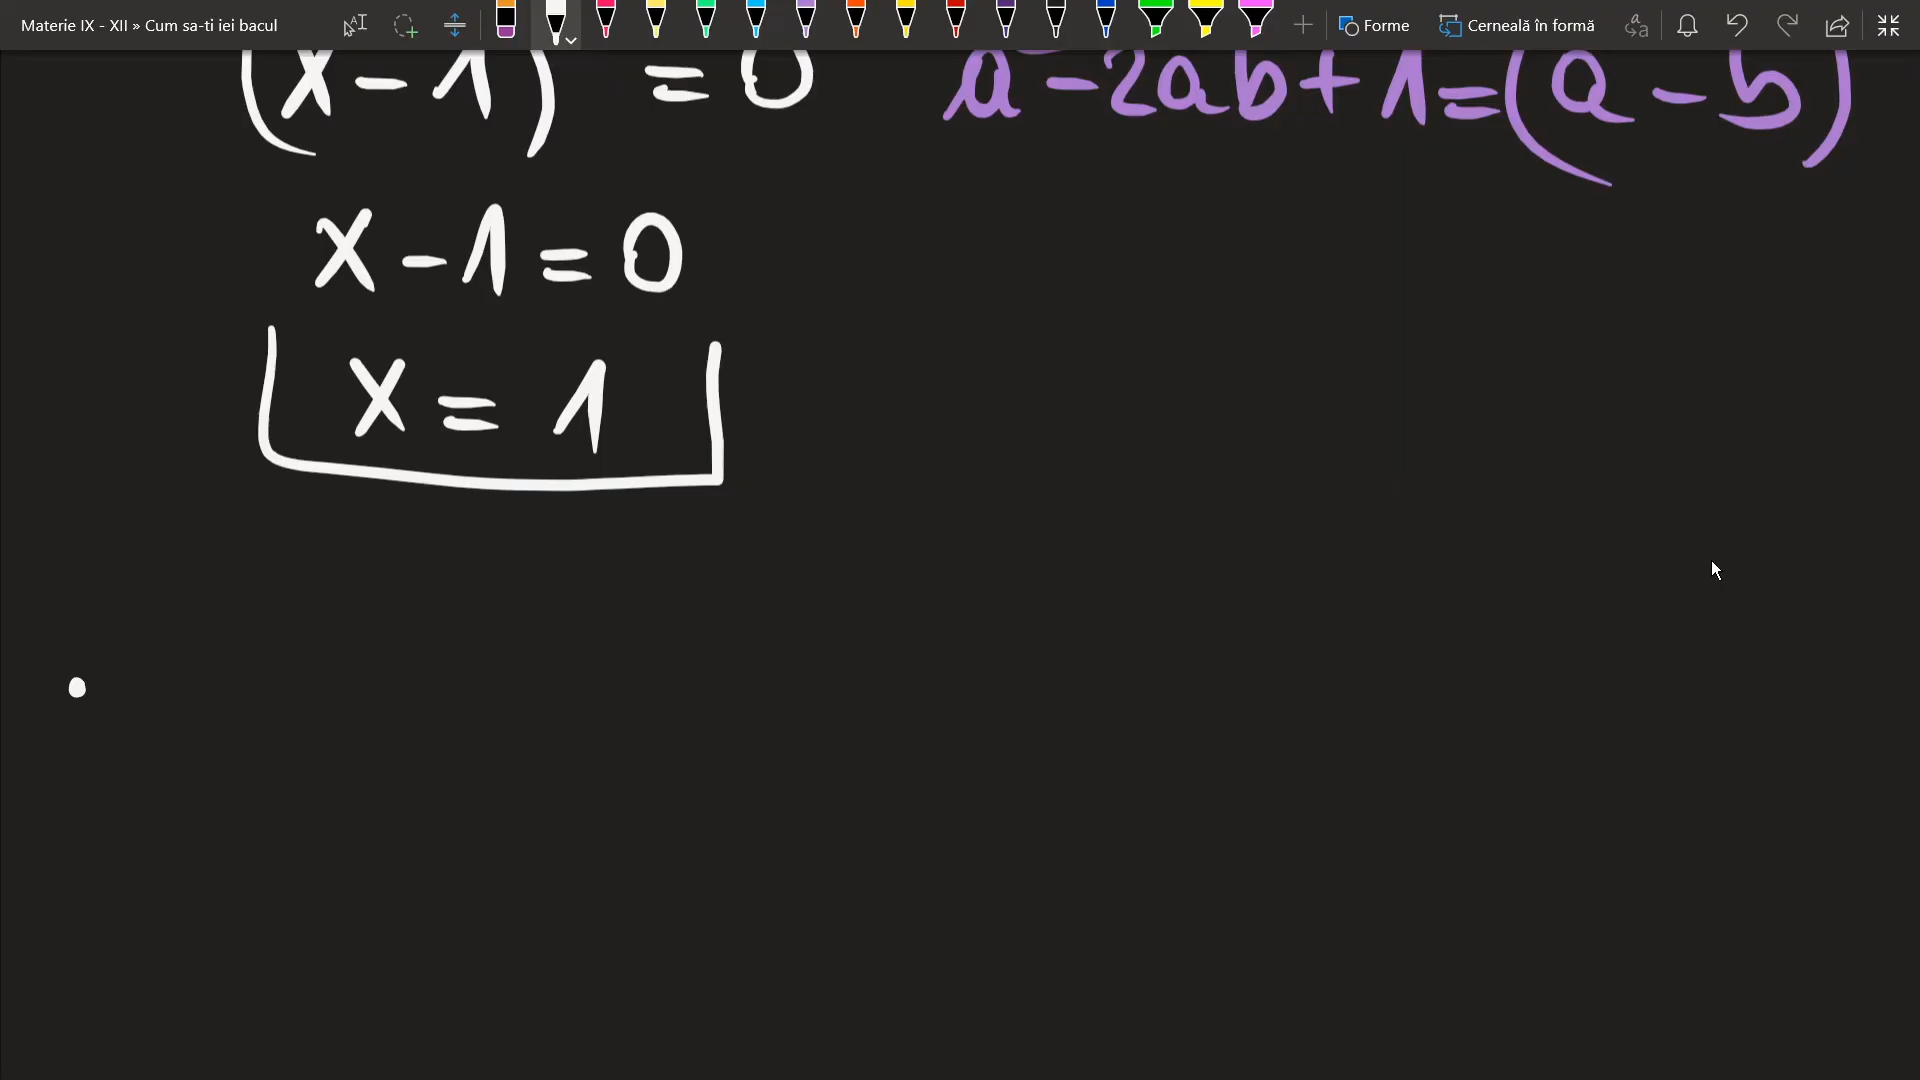 Materie IX - XII » Cum sa-ti iei bacul
Forme
Cerneală în formă
(x-1) = 0
a-2ab+1=(a-b)
x-1=0
x=1